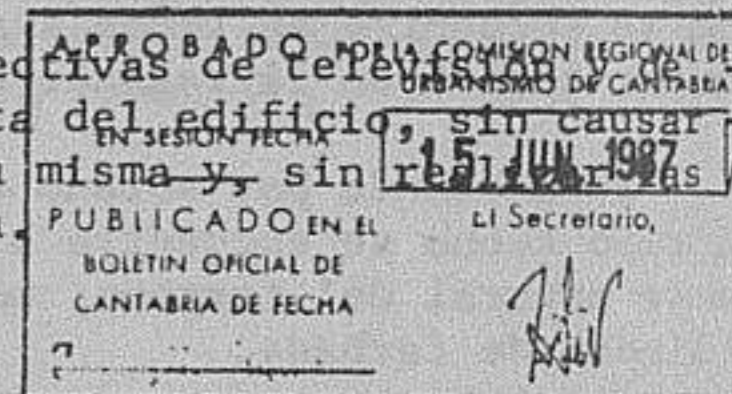 APROBADO POR LA COMISION REGIONAL DE
URBANISMO DE CANTABRIA
ectivas de televisión y de
EN SESION FECHA
del edificio, sin causar
15 JUN. 1987
misma y, sin realizar las
PUBLICADO EN EL
El Secretario,
BOLETIN OFICIAL DE
CANTABRIA DE FECHA